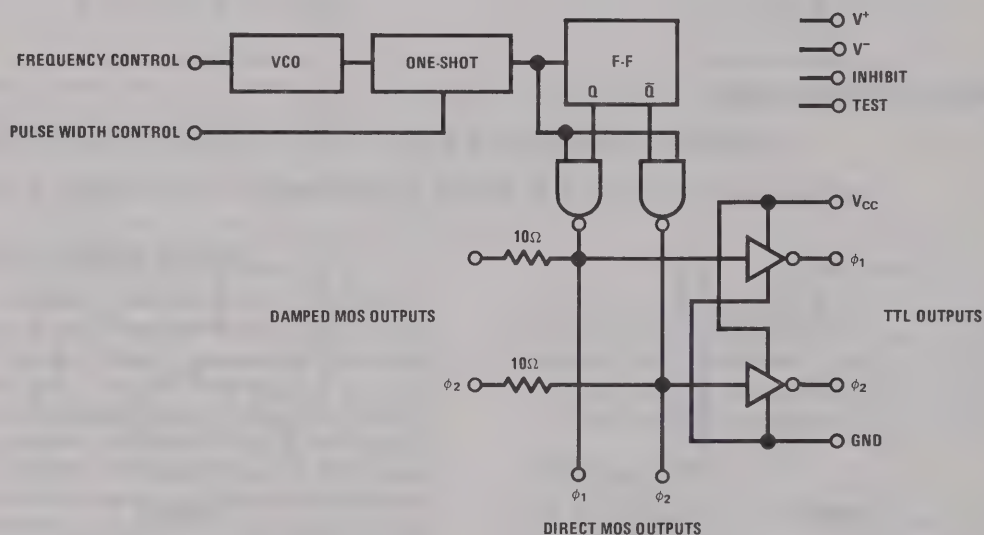 V+
FREQUENCY CONTROL
VCO
ONE-SHOT
F-F
V−
INHIBIT
TEST
Q
Q̅
PULSE WIDTH CONTROL
VCC
10Ω
ϕ1
DAMPED MOS OUTPUTS
TTL OUTPUTS
10Ω
ϕ2
ϕ2
GND
ϕ1
ϕ2
DIRECT MOS OUTPUTS